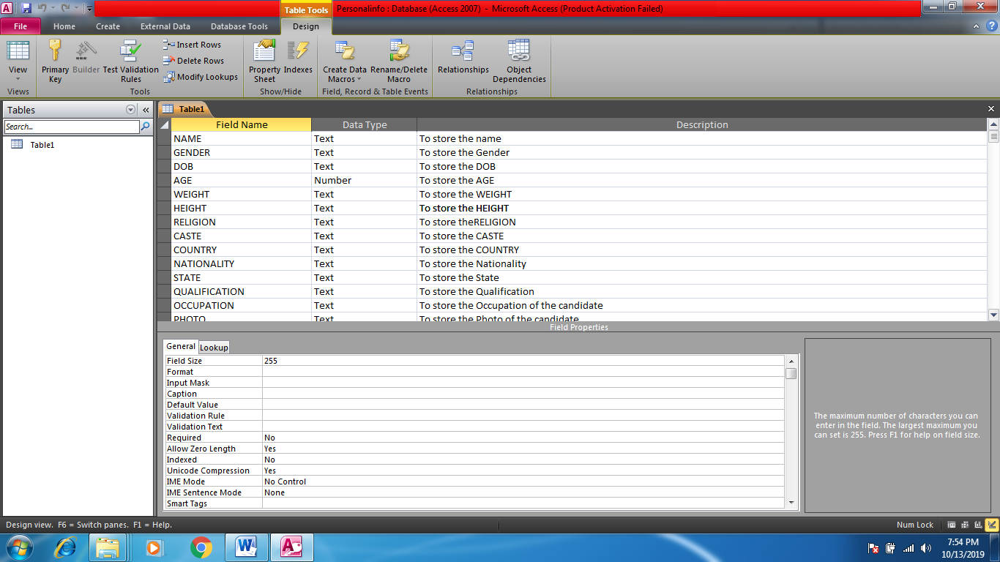 Table Tools
Personalinfo : Database (Access 2007) - Microsoft Access (Product Activation Failed)
File Home Create External Data Database Tools Design
View
Primary Key
Builder
Test Validation Rules
Insert Rows
Delete Rows
Modify Lookups
Property Sheet
Indexes
Create Data Macros
Rename/Delete Macro
Relationships
Object Dependencies
Views Tools Show/Hide Field, Record & Table Events Relationships
Tables «
Search...
Table1
Table1
Field Name Data Type Description
NAME Text To store the name
GENDER Text To store the Gender
DOB Text To store the DOB
AGE Number To store the AGE
WEIGHT Text To store the WEIGHT
HEIGHT Text To store the HEIGHT
RELIGION Text To store theRELIGION
CASTE Text To store the CASTE
COUNTRY Text To store the COUNTRY
NATIONALITY Text To store the Nationality
STATE Text To store the State
QUALIFICATION Text To store the Qualification
OCCUPATION Text To store the Occupation of the candidate
PHOTO Text To store the Photo of the candidate
Field Properties
General Lookup
Field Size 255
Format
Input Mask
Caption
Default Value
Validation Rule
Validation Text
Required No
Allow Zero Length Yes
Indexed No
Unicode Compression Yes
IME Mode No Control
IME Sentence Mode None
Smart Tags
The maximum number of characters you can
enter in the field. The largest maximum you
can set is 255. Press F1 for help on field size.
Design view. F6 = Switch panes. F1 = Help.
Num Lock
7:54 PM
10/13/2019